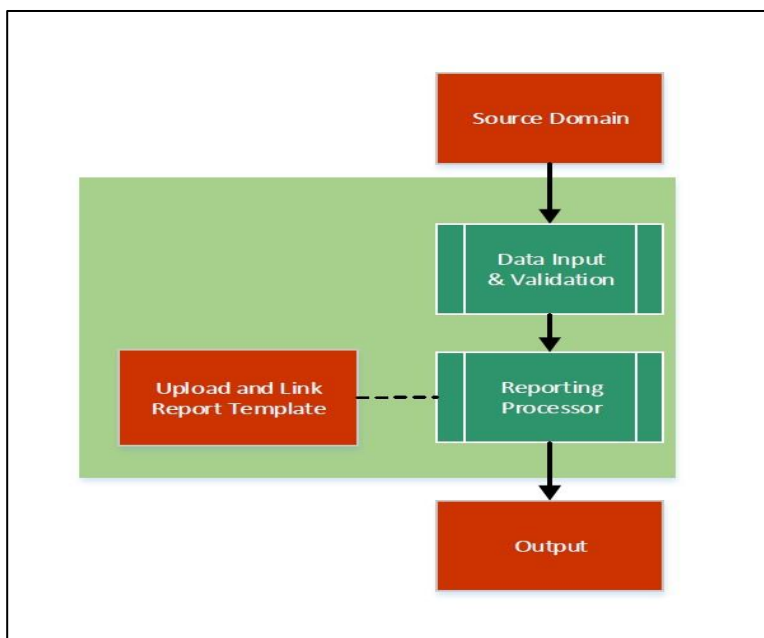 Source Domain
Data Input
& Validation
Upload and Link
Report Template
Reporting
Processor
Output